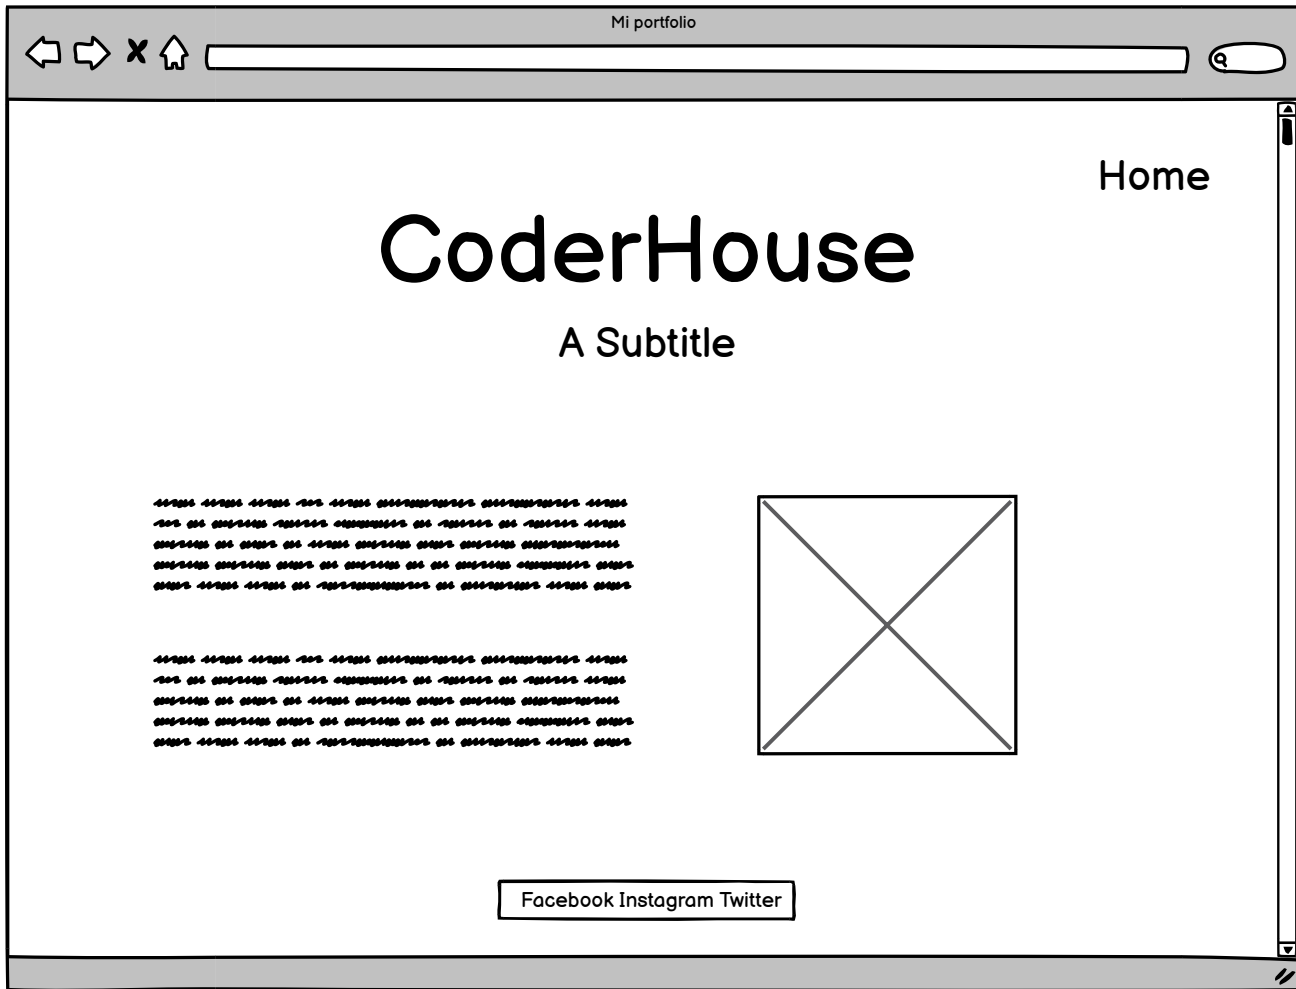 Mi portfolio
Home
CoderHouse
A Subtitle
Facebook Instagram Twitter